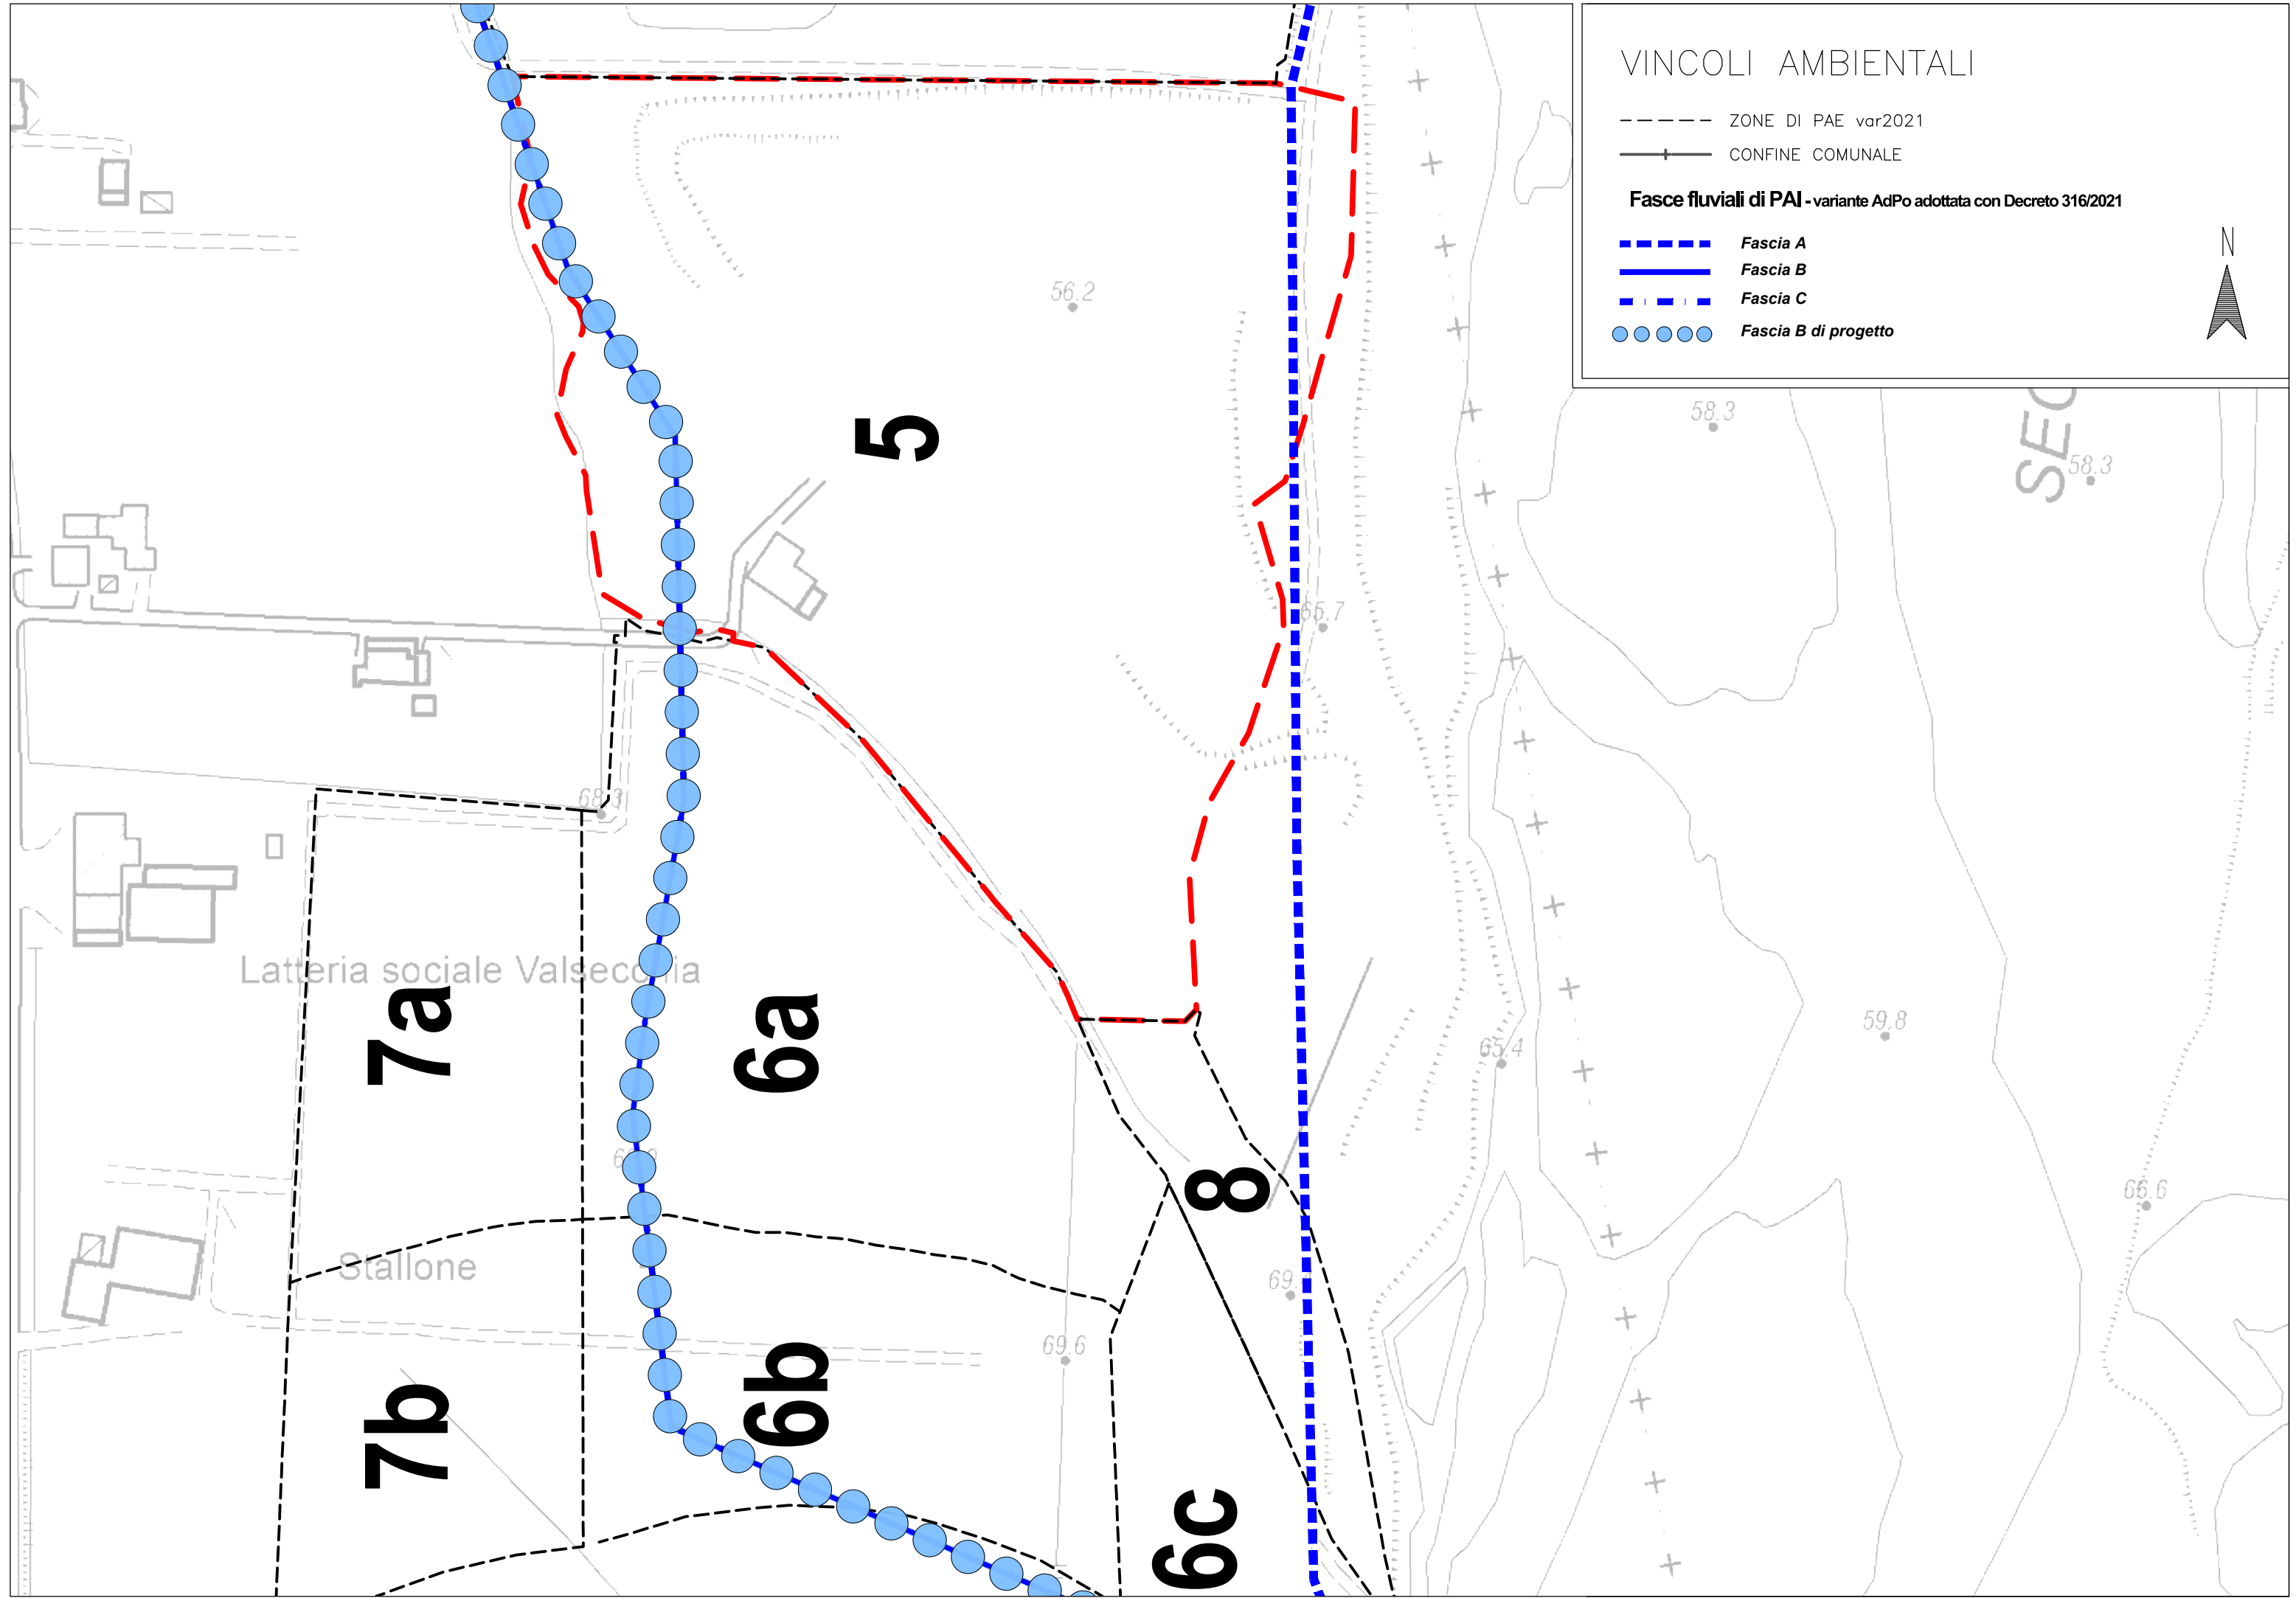 VINCOLI AMBIENTALI
ZONE DI PAE var2021
CONFINE COMUNALE
Fasce fluviali di PAI - variante AdPo adottata con Decreto 316/2021
Fascia A
Fascia B
Fascia C
Fascia B di progetto
N
56.2
58.3
58.3
5
65.7
68.3
Latteria sociale Valsecchia
7a
6a
59.8
65.4
8
66.6
Stallone
69.6
7b
6b
6c